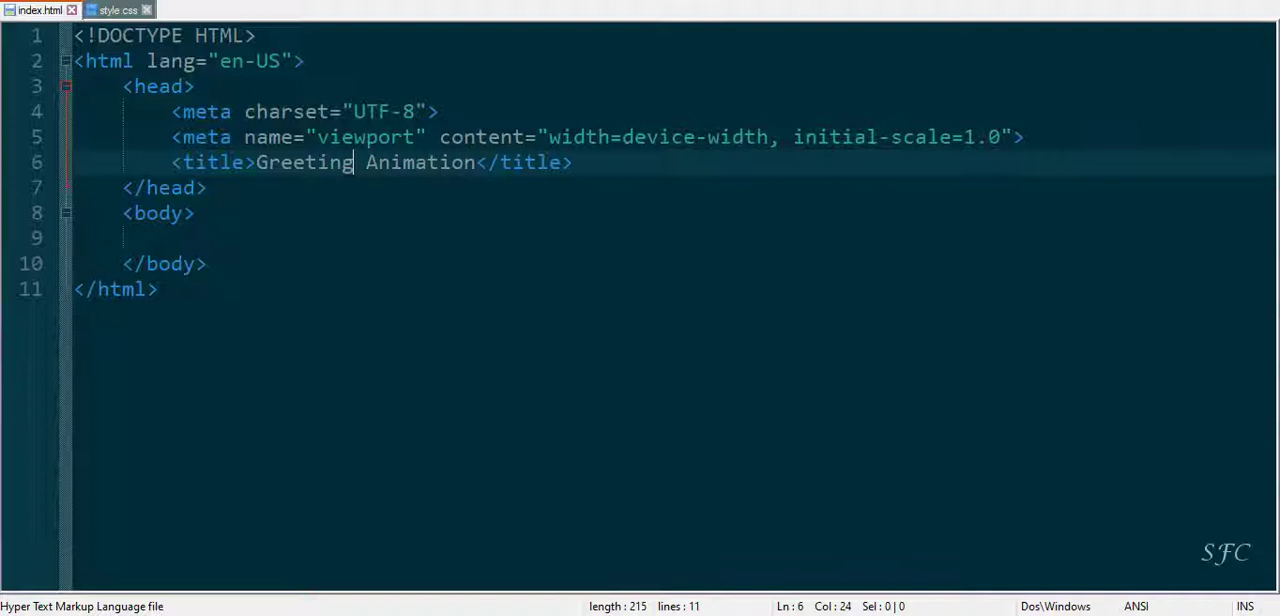 index.html style.css
1 <!DOCTYPE HTML>
2 <html lang="en-US">
3 <head>
4 <meta charset="UTF-8">
5 <meta name="viewport" content="width=device-width, initial-scale=1.0">
6 <title>Greeting Animation</title>
7 </head>
8 <body>
9
10 </body>
11 </html>
SFC
Hyper Text Markup Language file length : 215 lines : 11 Ln : 6 Col : 24 Sel : 0 | 0 Dos\Windows ANSI INS